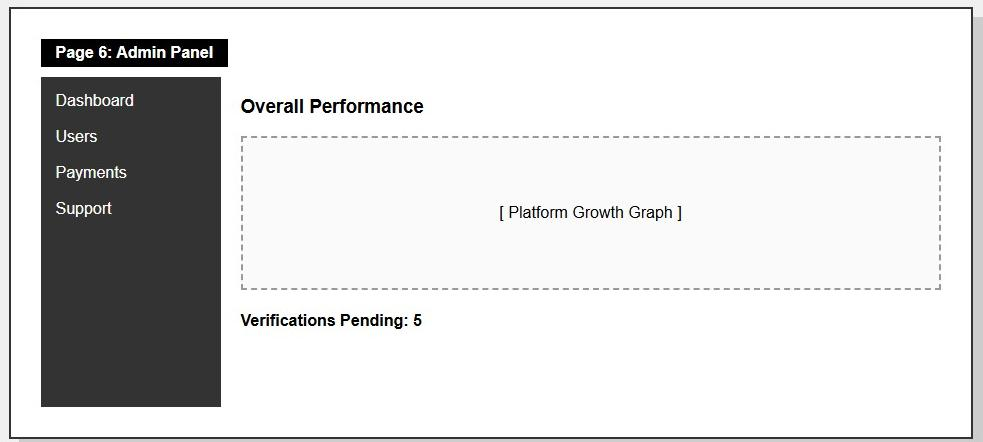 Page 6: Admin Panel
Dashboard
Users
Payments
Support
Overall Performance
[ Platform Growth Graph ]
Verifications Pending: 5